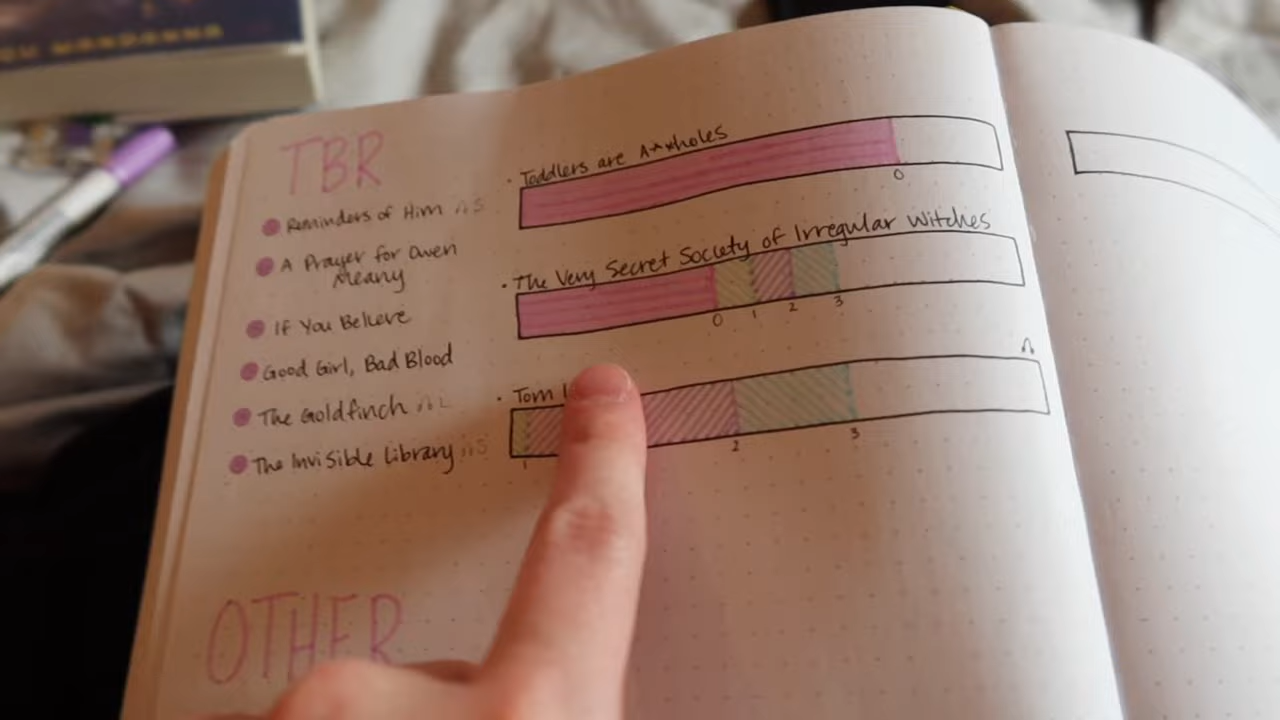 MANDANNA
TBR
Reminders of Him
A Prayer for Owen
Meany
If You Believe
Good Girl, Bad Blood
The Goldfinch
The Invisible Library
OTHER
· Toddlers are A**holes
0
· The Very Secret Society of Irregular Witches
0 1 2 3
· Tom
1 2 3